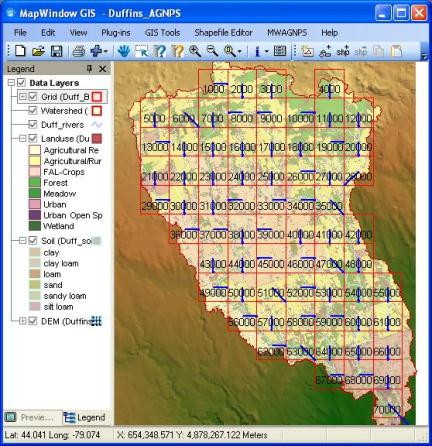 MapWindow GIS - Duffins_AGNPS
File Edit View Plug-ins GIS Tools Shapefile Editor MWAGNPS Help
Legend
Data Layers
Grid (Duff_B
Watershed (
Duff_rivers
Landuse (Du
Agricultural Re
Agricultural/Rur
FAL-Crops
Forest
Meadow
Urban
Urban Open Sp
Wetland
Soil (Duff_soi
clay
clay loam
loam
sand
sandy loam
silt loam
DEM (Duffins
1000 2000 3000 4000
5000 6000 7000 8000 9000 10000 11000 12000
13000 14000 15000 16000 17000 18000 19000 20000
21000 22000 23000 24000 25000 26000 27000 28000
29000 30000 31000 32000 33000 34000 35000
36000 37000 38000 39000 40000 41000 42000
43000 44000 45000 46000 47000 48000
49000 50000 51000 52000 53000 54000 55000
56000 57000 58000 59000 60000 61000
62000 63000 64000 65000 66000
67000 68000 69000
70000
Previe... Legend
Lat: 44.041 Long: -79.074 X: 654,348.571 Y: 4,878,267.122 Meters